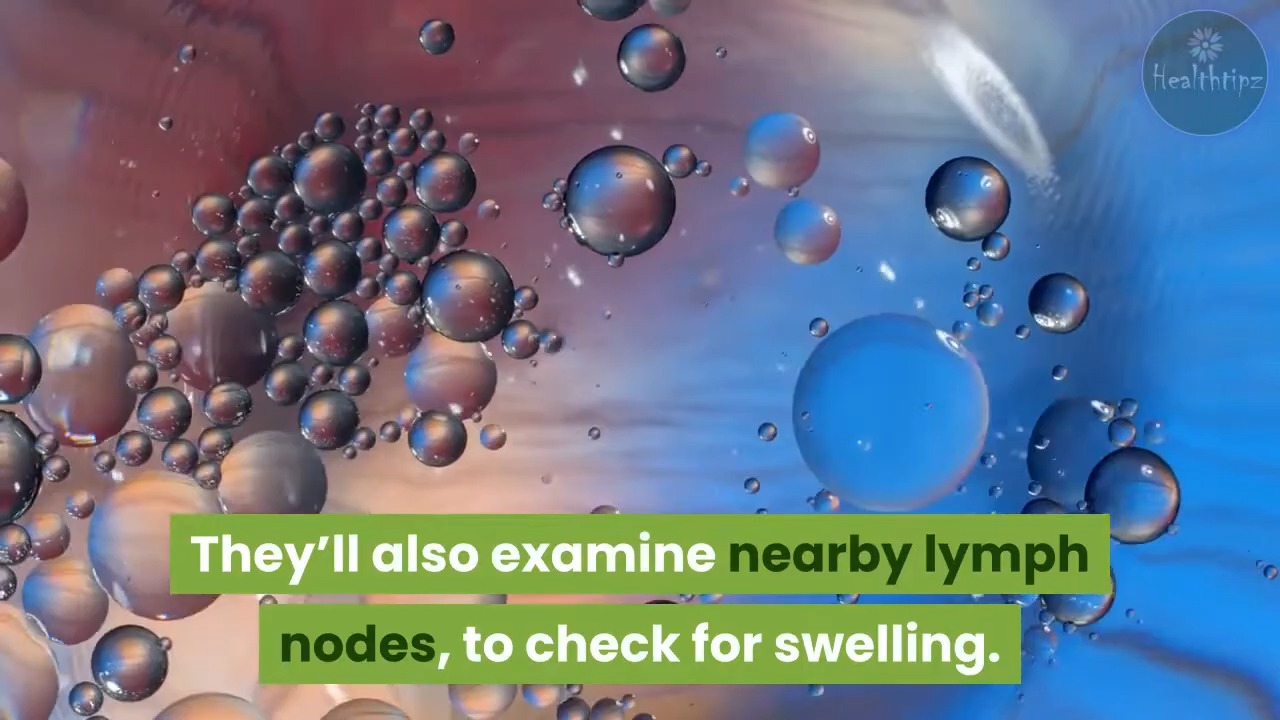 Healthtipz
They’ll also examine nearby lymph
nodes, to check for swelling.